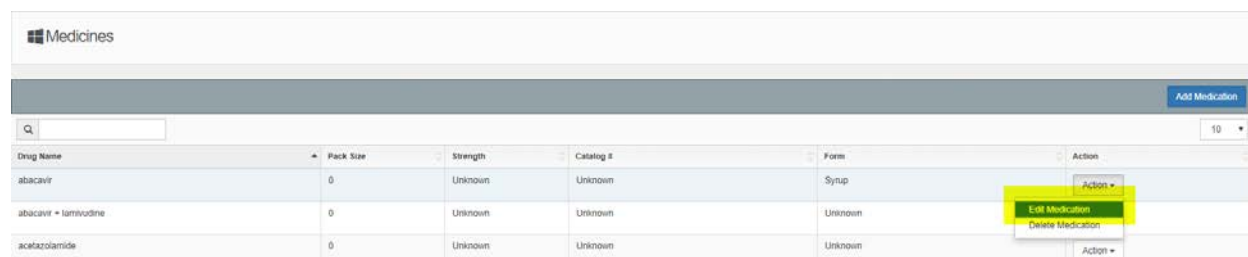 Medicines
Add Medication
10
Drug Name Pack Size Strength Catalog # Form Action
abacavir 0 Unknown Unknown Syrup Action
abacavir + lamivudine 0 Unknown Unknown Unknown Edit Medication
Delete Medication
acetazolamide 0 Unknown Unknown Unknown Action